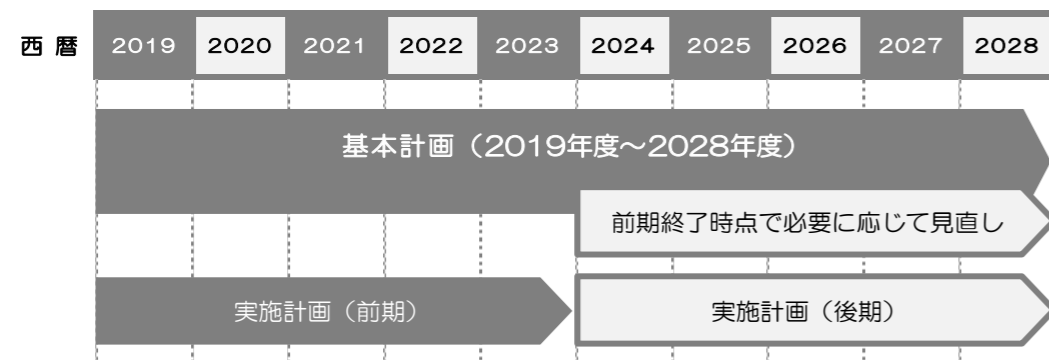 西暦 2019 2020 2021 2022 2023 2024 2025 2026 2027 2028
基本計画（2019年度～2028年度）
前期終了時点で必要に応じて見直し
実施計画（前期） 実施計画（後期）